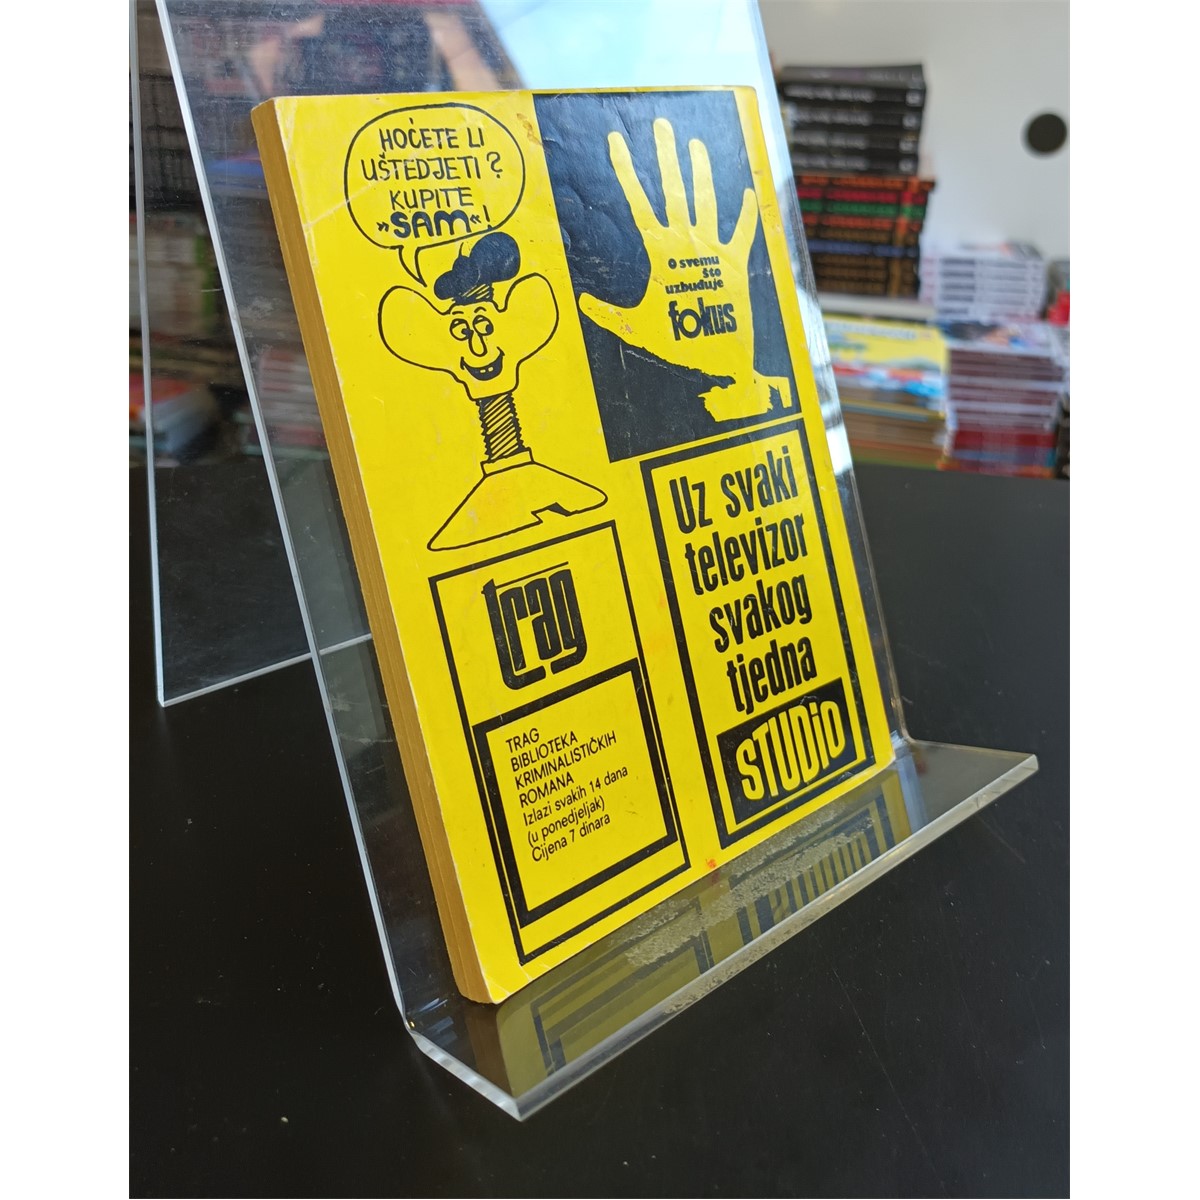 HOĆETE LI
UŠTEDJETI?
KUPITE
»SAM«!
O svemu
što
uzbuđuje
fokus
Uz svaki
televizor
svakog
tjedna
STUDiO
trag
TRAG
BIBLIOTEKA
KRIMINALISTIČKIH
ROMANA
Izlazi svakih 14 dana
(u ponedjeljak)
Cijena 7 dinara